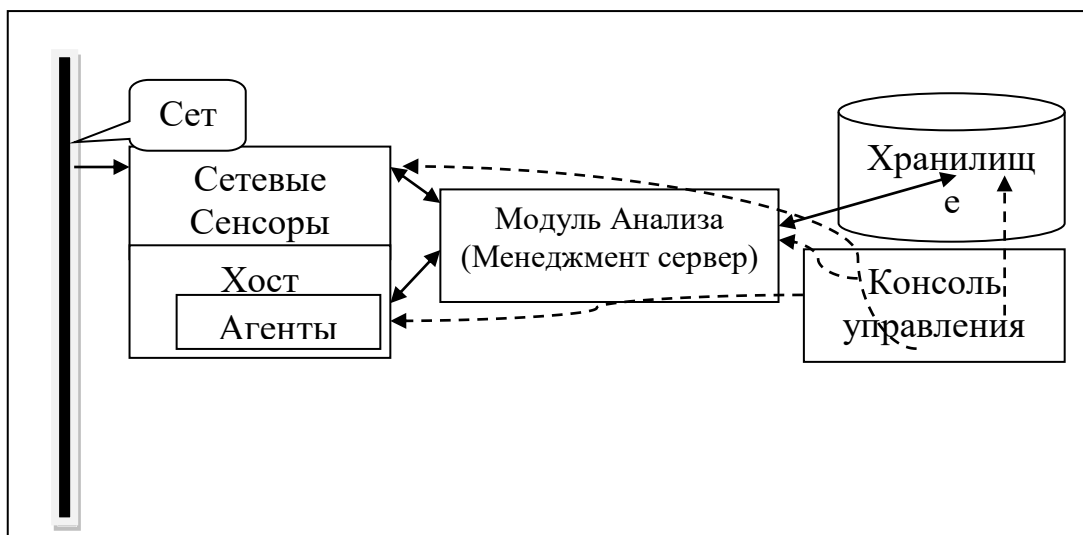 Сет
Сетевые
Сенсоры
Хост
Агенты
Модуль Анализа
(Менеджмент сервер)
Хранилищ
е
Консоль
управления